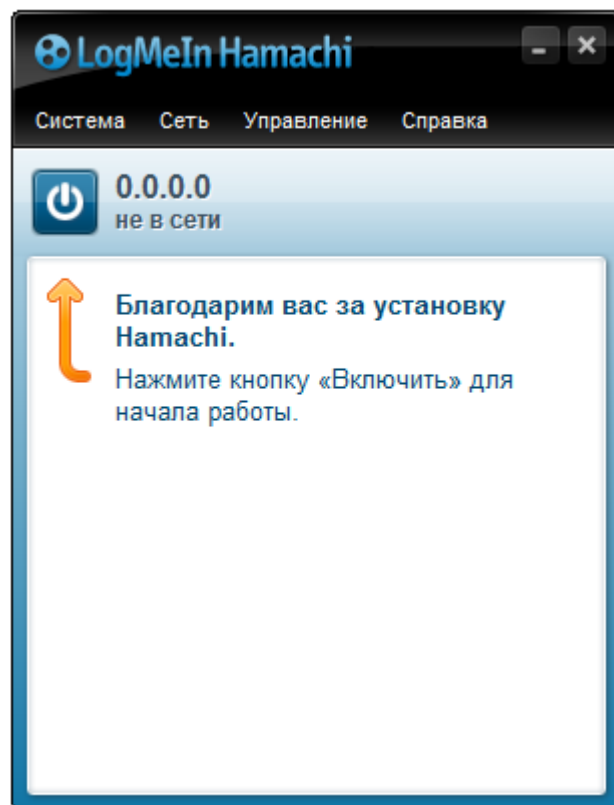 LogMeIn Hamachi
Система Сеть Управление Справка
0.0.0.0
не в сети
Благодарим вас за установку
Hamachi.
Нажмите кнопку «Включить» для
начала работы.